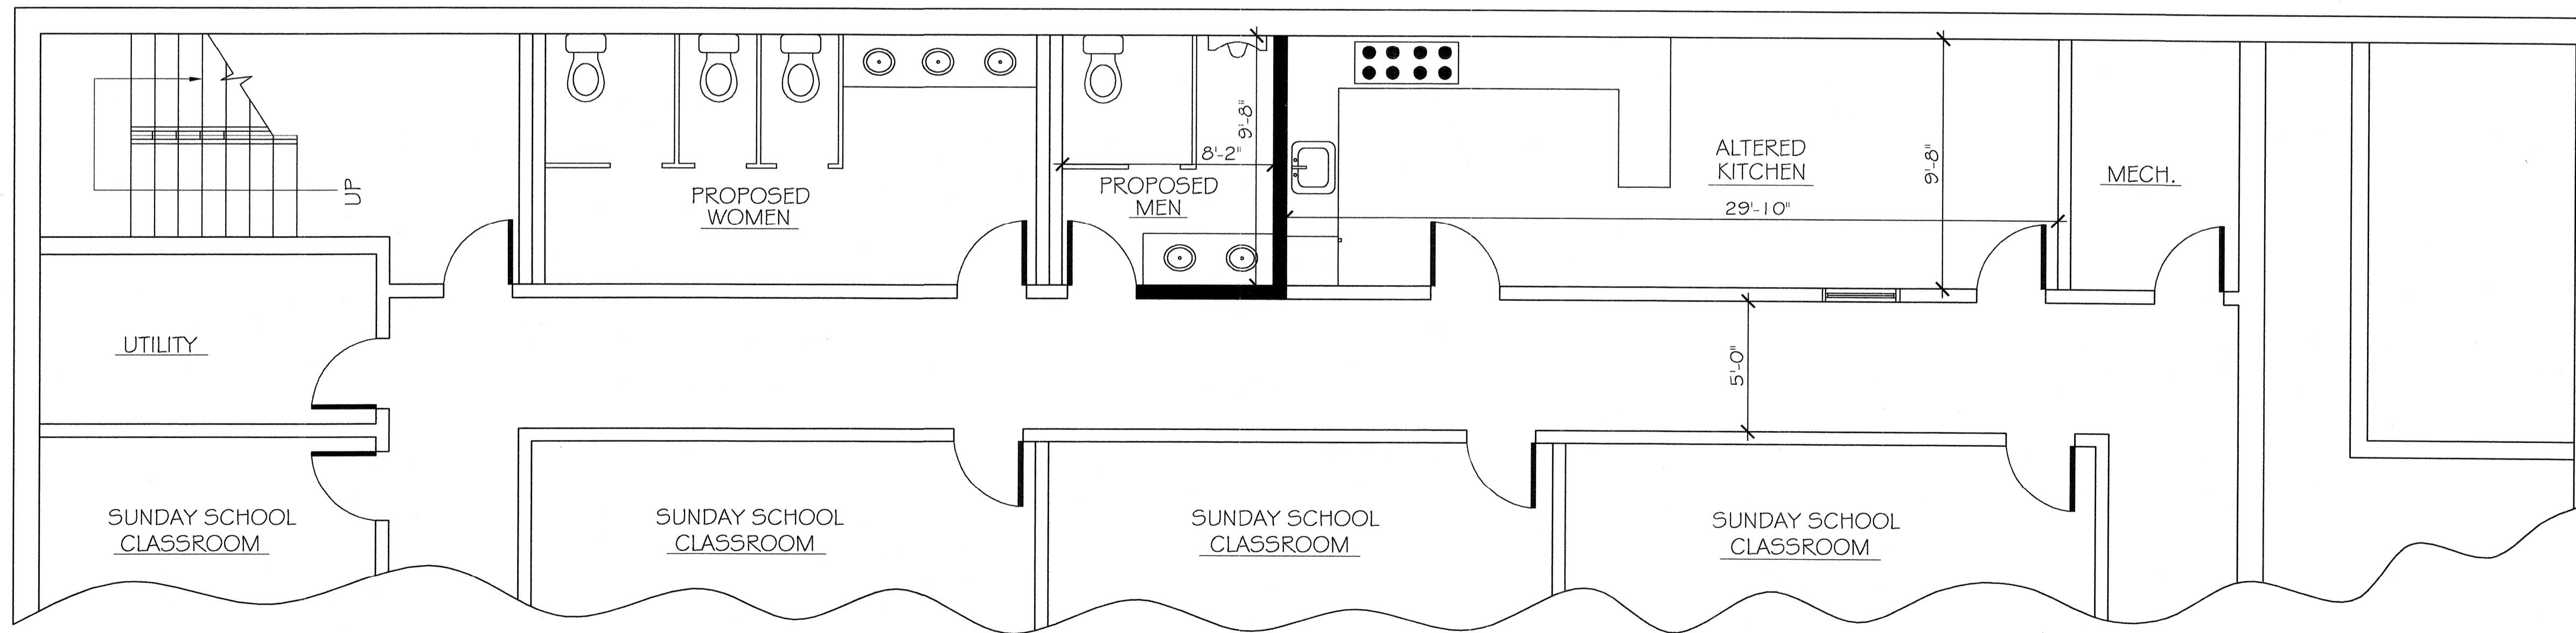 UP
PROPOSED
WOMEN
PROPOSED
MEN
8'-2"
9'-8"
ALTERED
KITCHEN
29'-10"
9'-8"
MECH.
UTILITY
5'-0"
SUNDAY SCHOOL
CLASSROOM
SUNDAY SCHOOL
CLASSROOM
SUNDAY SCHOOL
CLASSROOM
SUNDAY SCHOOL
CLASSROOM